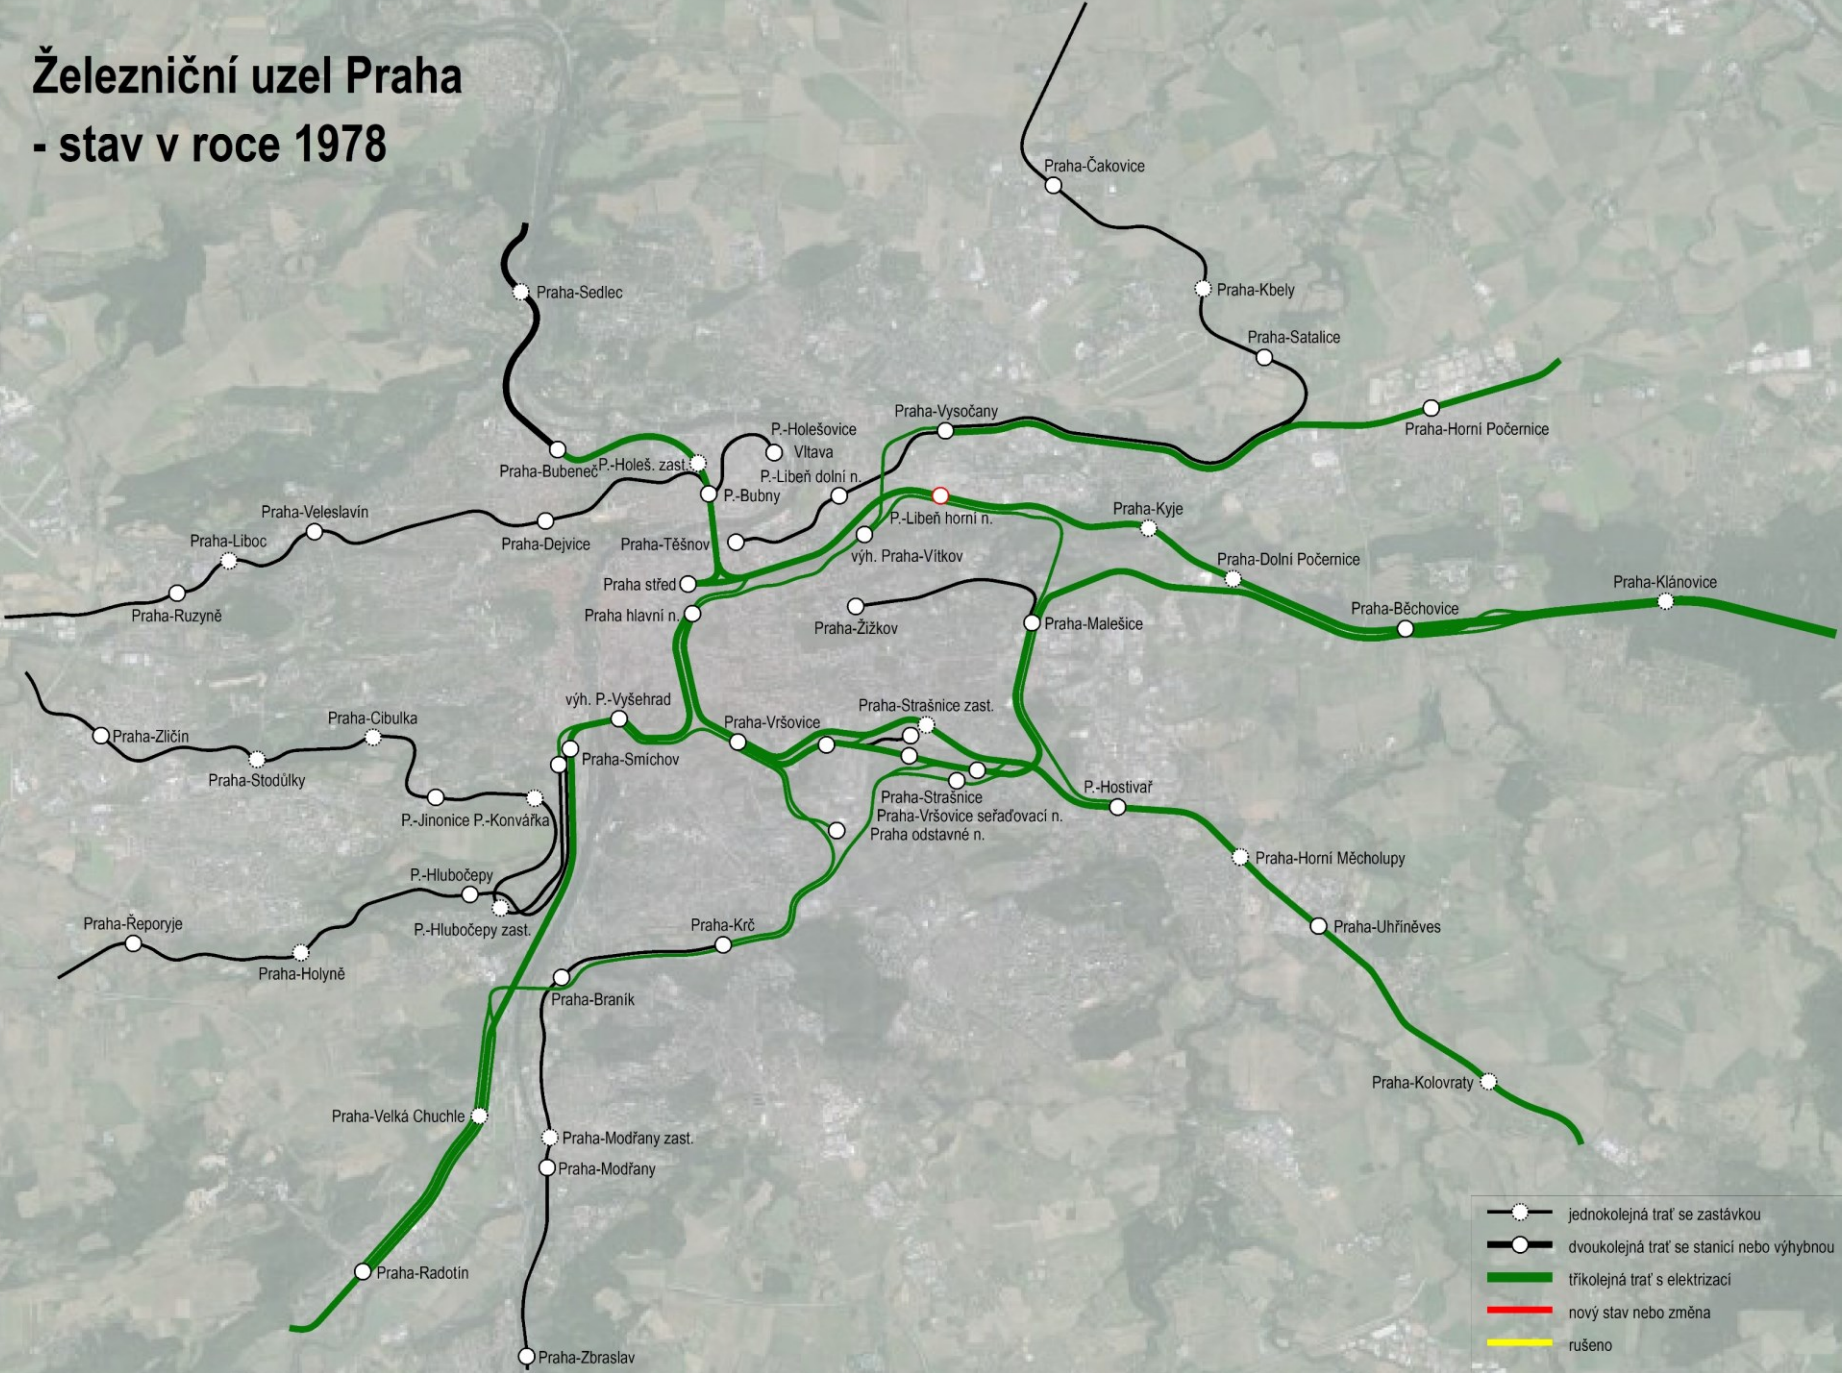 Železniční uzel Praha
- stav v roce 1978
Praha-Čakovice
Praha-Sedlec
Praha-Kbely
Praha-Satalice
Praha-Vysočany
P.-Holešovice
Vltava
Praha-Horní Počernice
Praha-Bubeneč
P.-Holeš. zast.
P.-Libeň dolní n.
P.-Bubny
Praha-Veleslavín
P.-Libeň horní n.
Praha-Kyje
Praha-Liboc
Praha-Dejvice
Praha-Těšnov
výh. Praha-Vítkov
Praha-Dolní Počernice
Praha střed
Praha-Klánovice
Praha-Ruzyně
Praha hlavní n.
Praha-Žižkov
Praha-Malešice
Praha-Běchovice
výh. P.-Vyšehrad
Praha-Strašnice zast.
Praha-Cibulka
Praha-Vršovice
Praha-Zličín
Praha-Smíchov
Praha-Stodůlky
P.-Hostivař
Praha-Strašnice
P.-Jinonice
P.-Konvářka
Praha-Vršovice seřaďovací n.
Praha odstavné n.
Praha-Horní Měcholupy
P.-Hlubočepy
Praha-Řeporyje
P.-Hlubočepy zast.
Praha-Krč
Praha-Uhříněves
Praha-Holyně
Praha-Braník
Praha-Kolovraty
Praha-Velká Chuchle
Praha-Modřany zast.
Praha-Modřany
Praha-Radotín
Praha-Zbraslav
jednokolejná trať se zastávkou
dvoukolejná trať se stanicí nebo výhybnou
tříkolejná trať s elektrizací
nový stav nebo změna
rušeno